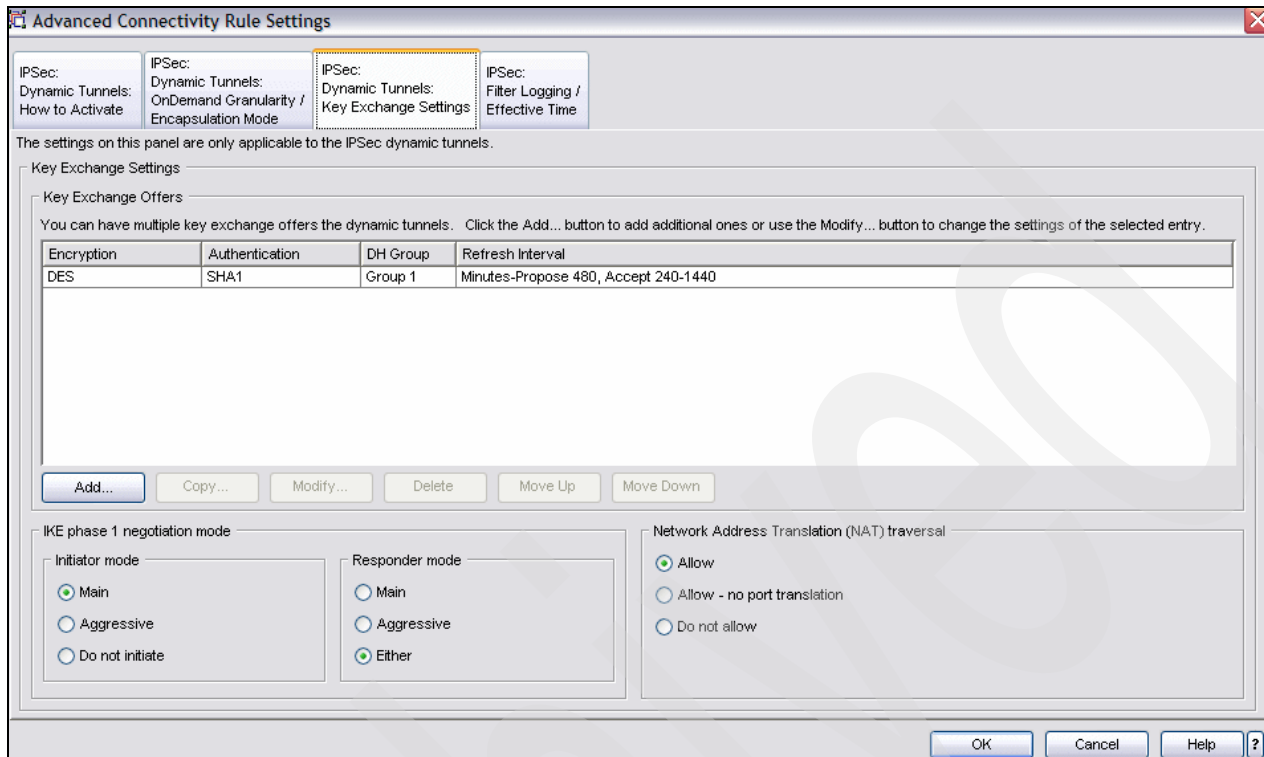 Advanced Connectivity Rule Settings
IPSec:
Dynamic Tunnels:
How to Activate
IPSec:
Dynamic Tunnels:
OnDemand Granularity /
Encapsulation Mode
IPSec:
Dynamic Tunnels:
Key Exchange Settings
IPSec:
Filter Logging /
Effective Time
The settings on this panel are only applicable to the IPSec dynamic tunnels.
Key Exchange Settings
Key Exchange Offers
You can have multiple key exchange offers the dynamic tunnels. Click the Add... button to add additional ones or use the Modify... button to change the settings of the selected entry.
Encryption Authentication DH Group Refresh Interval
DES SHA1 Group 1 Minutes-Propose 480, Accept 240-1440
Add... Copy... Modify... Delete Move Up Move Down
IKE phase 1 negotiation mode
Initiator mode
Main
Aggressive
Do not initiate
Responder mode
Main
Aggressive
Either
Network Address Translation (NAT) traversal
Allow
Allow - no port translation
Do not allow
OK Cancel Help ?